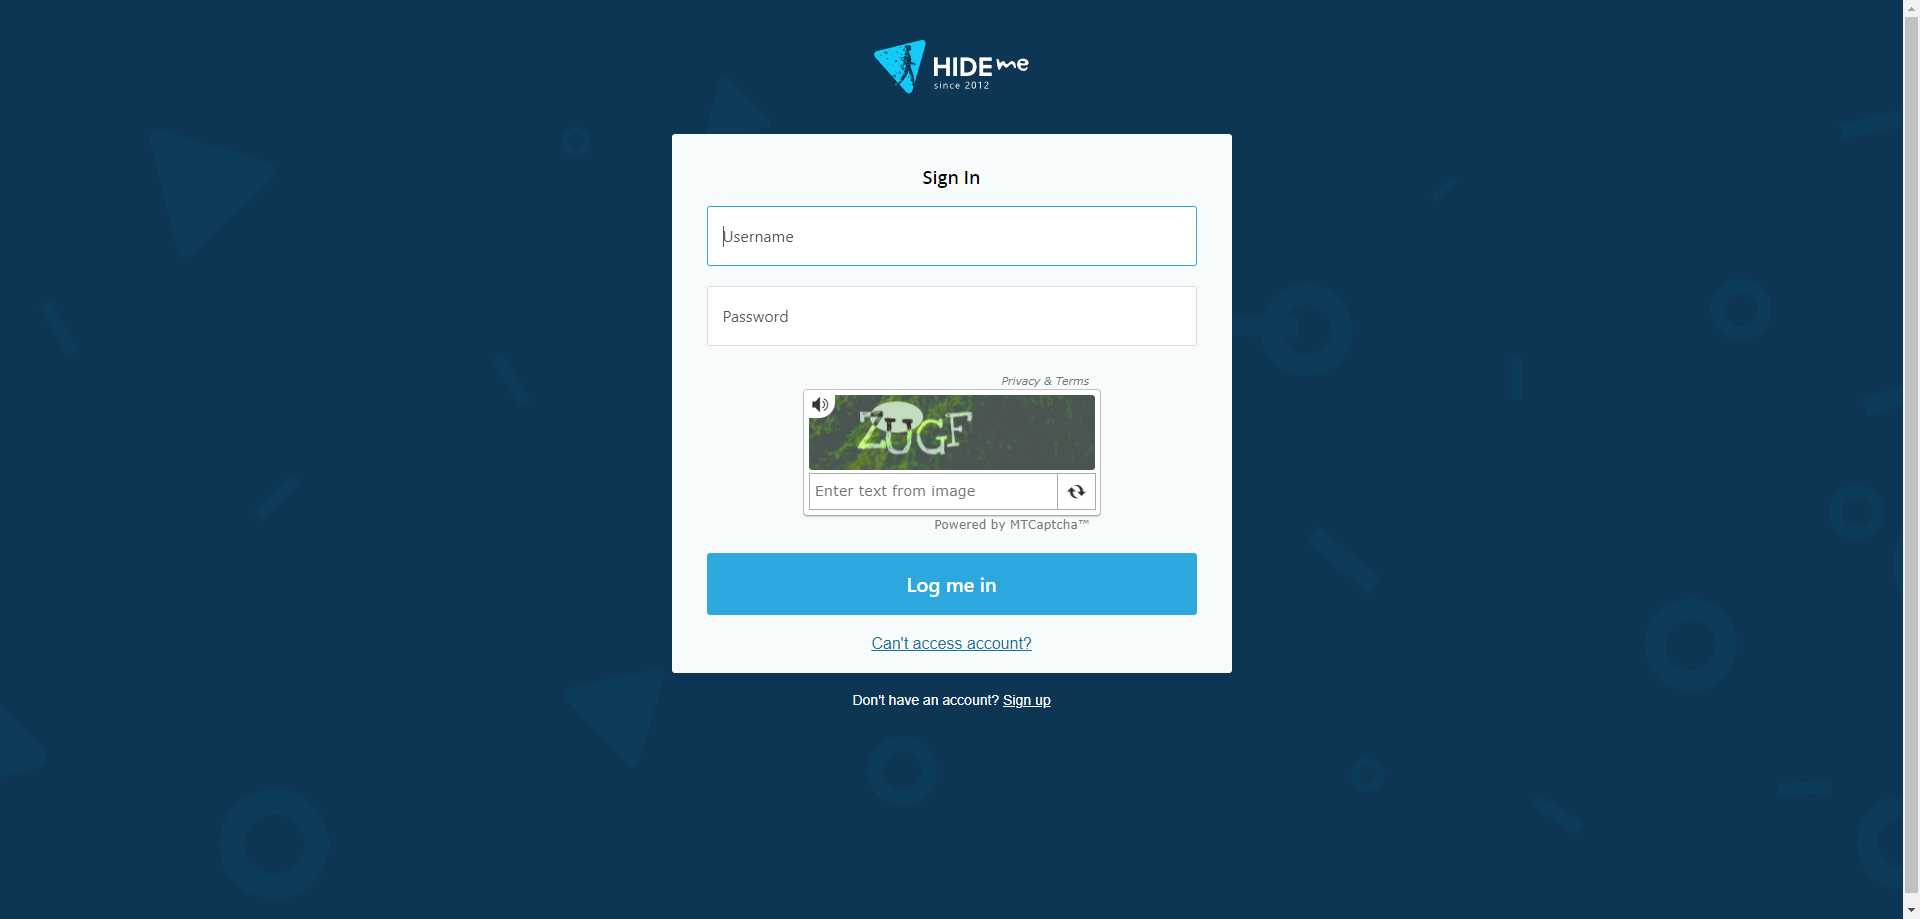 HIDE me
since 2012
Sign In
Username
Password
Privacy & Terms
Enter text from image
Powered by MTCaptcha™
Log me in
Can't access account?
Don't have an account? Sign up